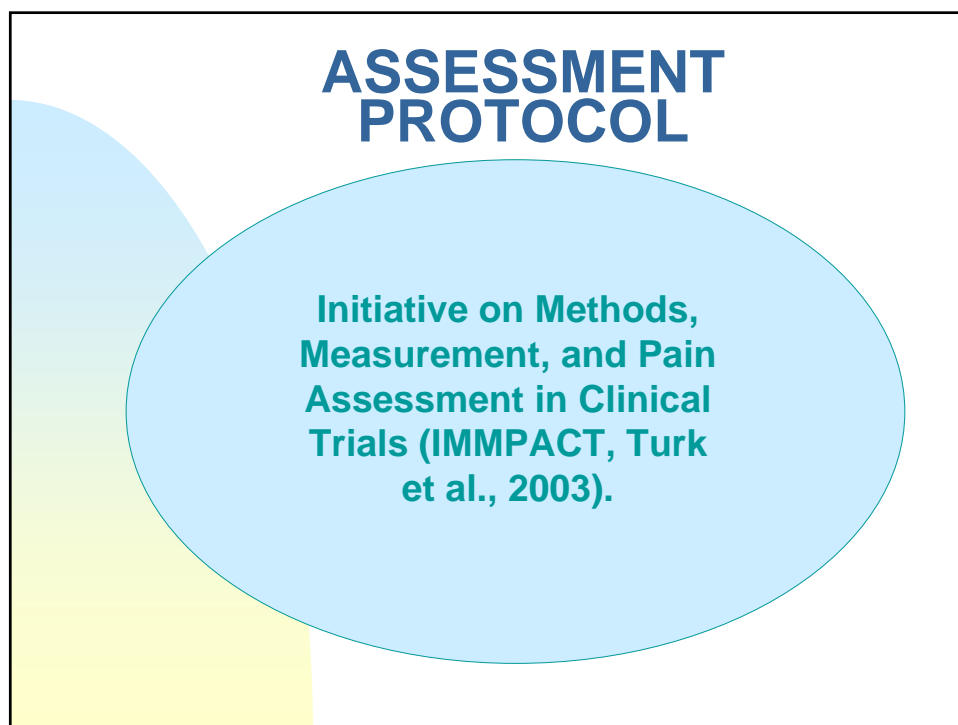 ASSESSMENT
PROTOCOL
Initiative on Methods,
Measurement, and Pain
Assessment in Clinical
Trials (IMMPACT, Turk
et al., 2003).